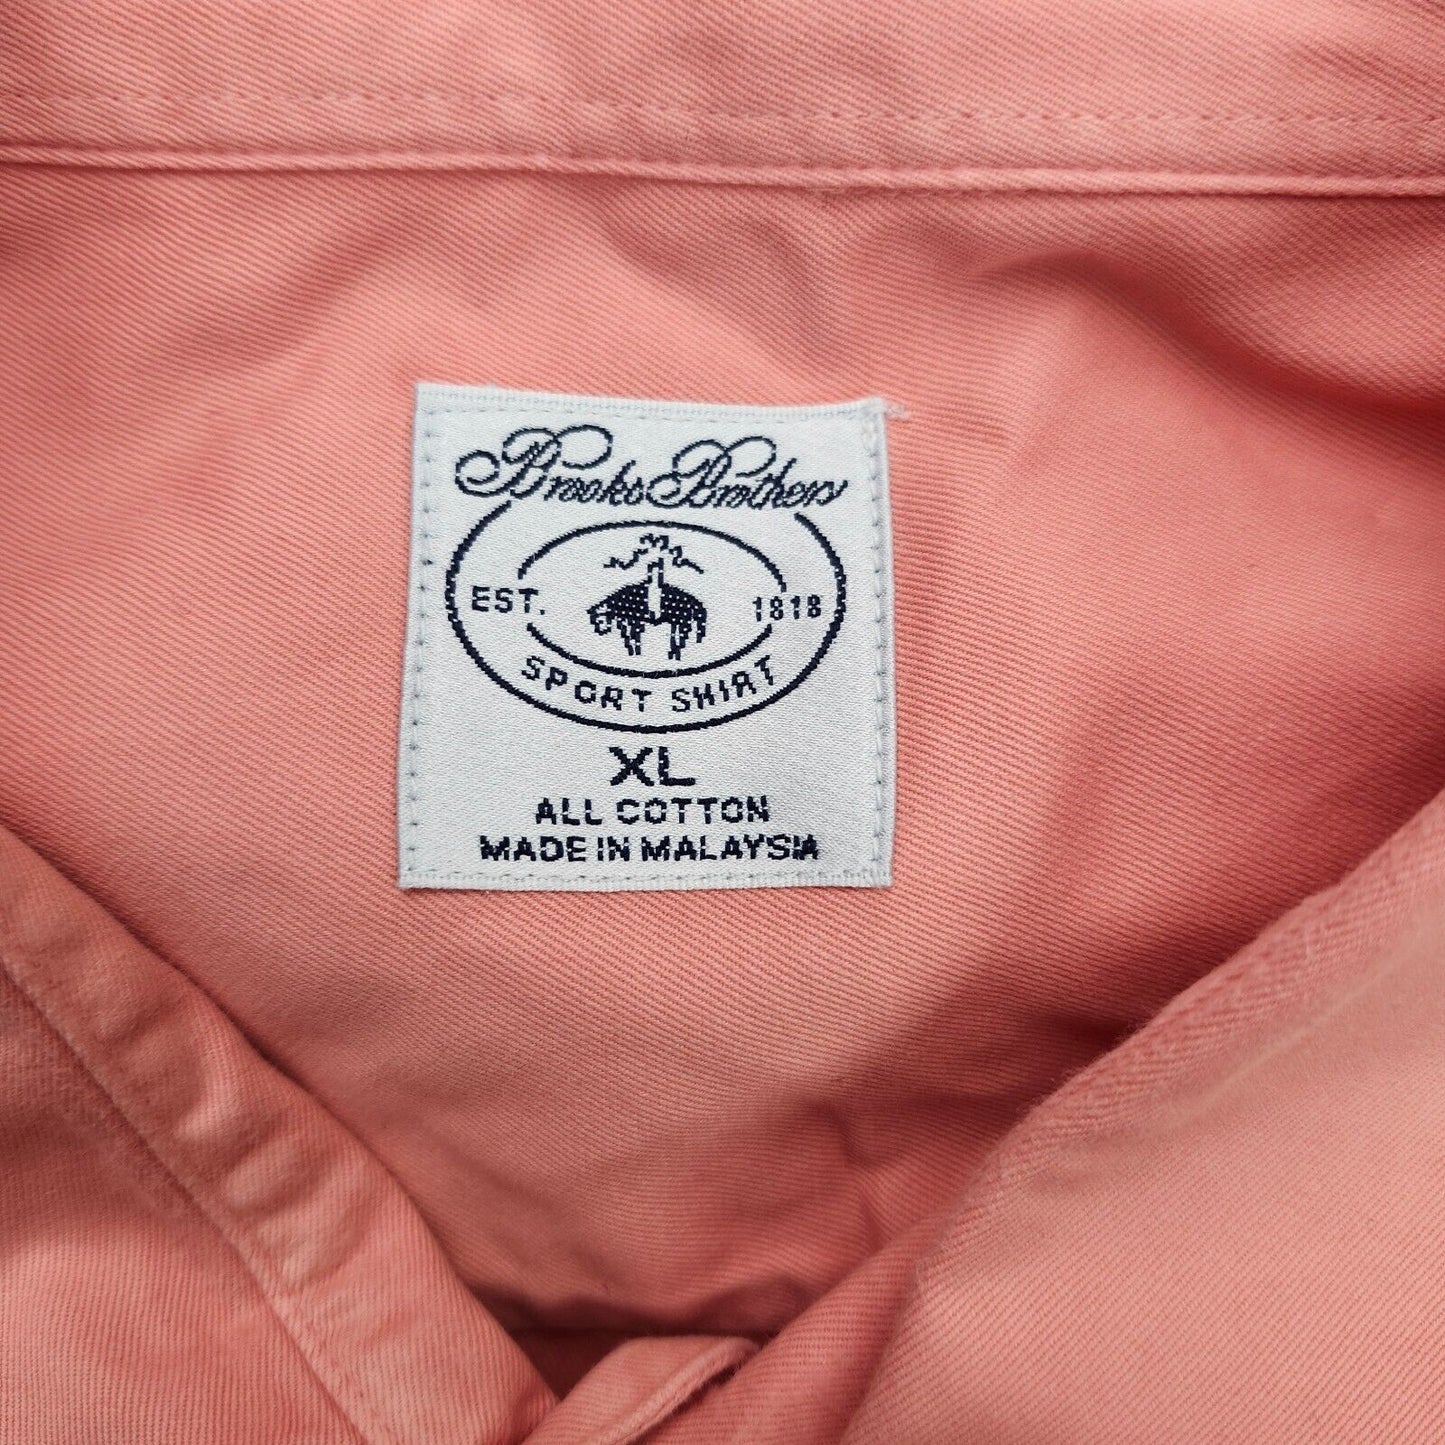 Brooks Brothers
EST. 1818
SPORT SHIRT
XL
ALL COTTON
MADE IN MALAYSIA